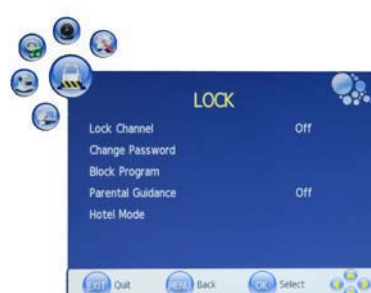 LOCK
Lock Channel Off
Change Password
Block Program
Parental Guidance Off
Hotel Mode
EXIT Quit MENU Back OK Select